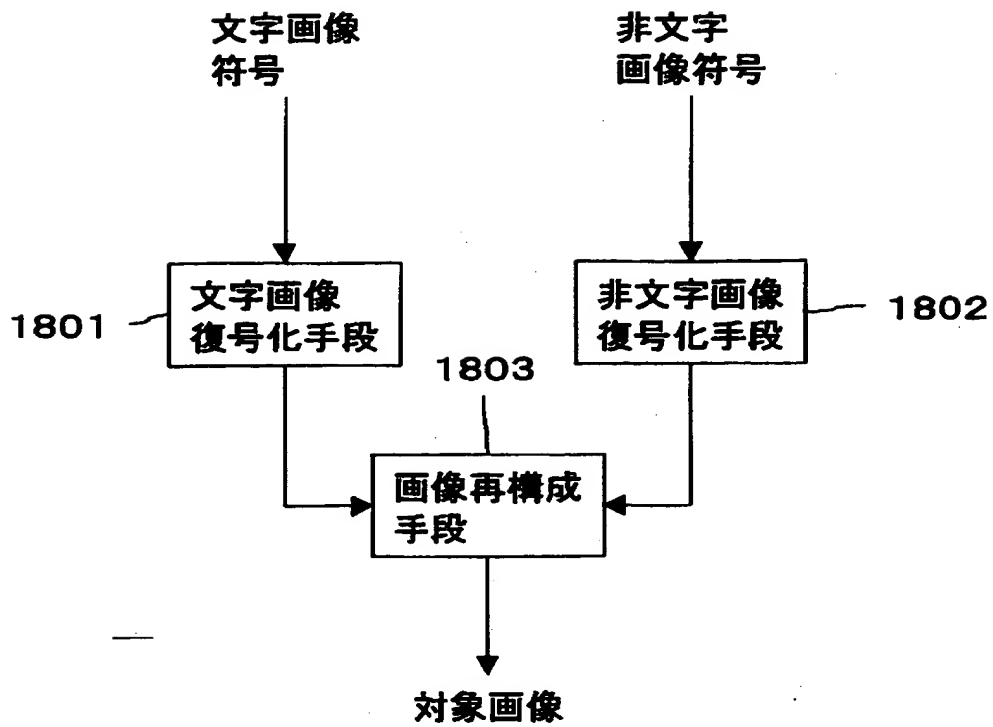 文字画像
符号
非文字
画像符号
文字画像
復号化手段
1801
非文字画像
復号化手段
1802
1803
画像再構成
手段
対象画像